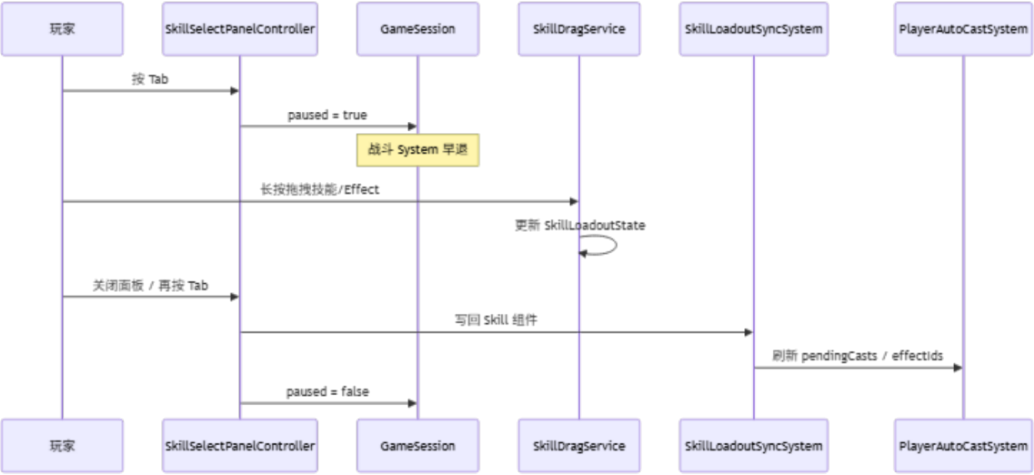 玩家
SkillSelectPanelController
GameSession
SkillDragService
SkillLoadoutSyncSystem
PlayerAutoCastSystem
按 Tab
paused = true
战斗 System 早退
长按拖拽技能/Effect
更新 SkillLoadoutState
关闭面板 / 再按 Tab
写回 Skill 组件
刷新 pendingCasts / effectIds
paused = false
玩家
SkillSelectPanelController
GameSession
SkillDragService
SkillLoadoutSyncSystem
PlayerAutoCastSystem